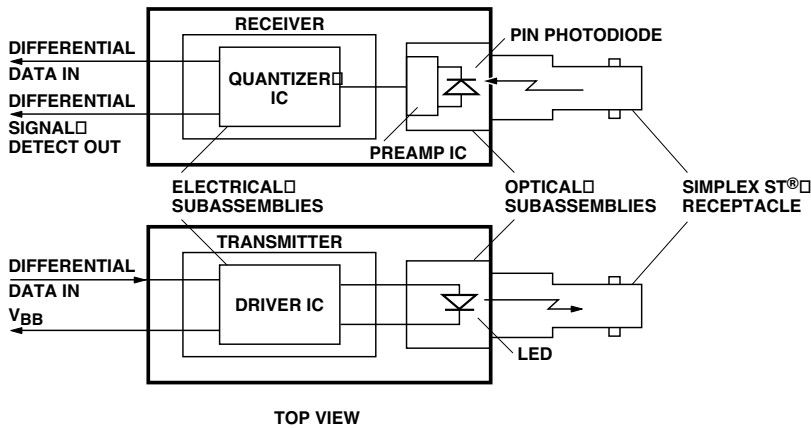 RECEIVER
PIN PHOTODIODE
DIFFERENTIAL
DATA IN
QUANTIZER□
IC
DIFFERENTIAL
SIGNAL□
DETECT OUT
PREAMP IC
ELECTRICAL□
SUBASSEMBLIES
OPTICAL□
SUBASSEMBLIES
SIMPLEX ST®□
RECEPTACLE
TRANSMITTER
DIFFERENTIAL
DATA IN
DRIVER IC
VBB
LED
TOP VIEW